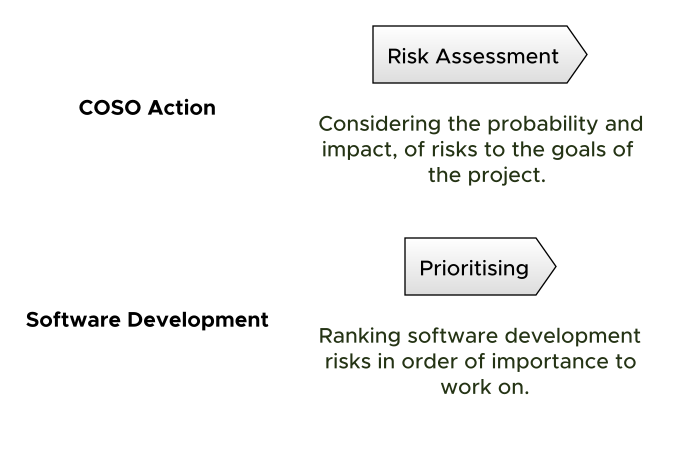 Risk Assessment
COSO Action
Considering the probability and
impact, of risks to the goals of
the project.
Prioritising
Software Development
Ranking software development
risks in order of importance to
work on.